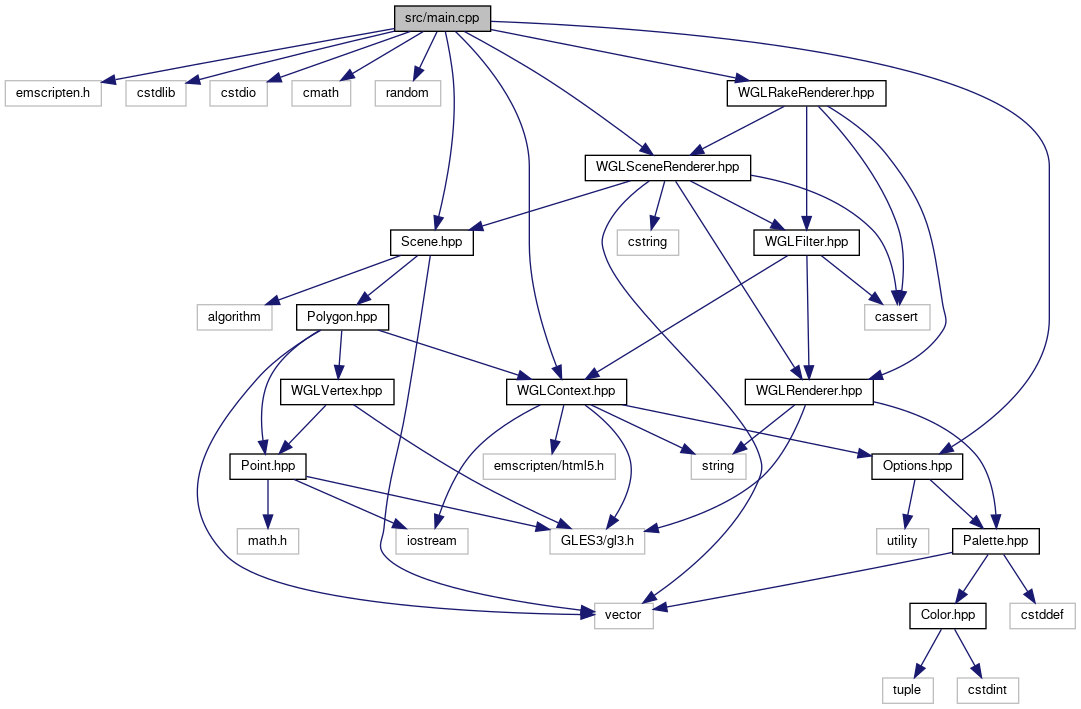 src/main.cpp
emscripten.h
cstdlib
cstdio
cmath
random
WGLRakeRenderer.hpp
WGLSceneRenderer.hpp
Scene.hpp
cstring
WGLFilter.hpp
algorithm
Polygon.hpp
cassert
WGLVertex.hpp
WGLContext.hpp
WGLRenderer.hpp
Point.hpp
emscripten/html5.h
string
Options.hpp
math.h
iostream
GLES3/gl3.h
utility
Palette.hpp
vector
Color.hpp
cstddef
tuple
cstdint